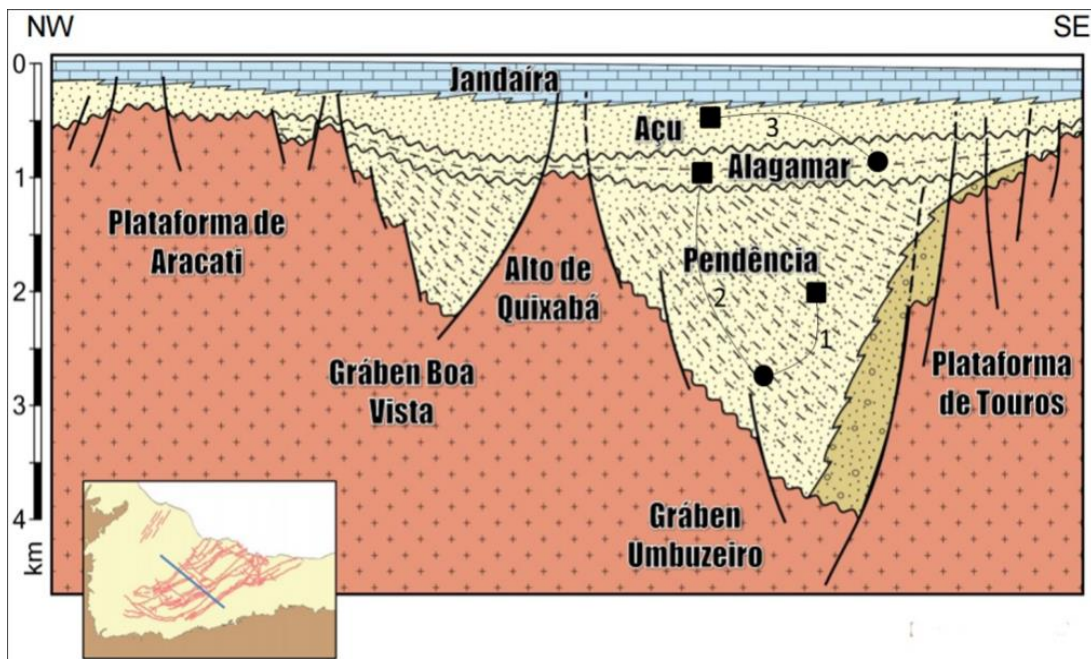 NW
SE
0
Jandaíra
Açu
3
1
Alagamar
Plataforma de
Aracati
Alto de
Quixabá
Pendência
2
2
1
Gráben Boa
Vista
Plataforma
de Touros
3
Gráben
Umbuzeiro
4
km